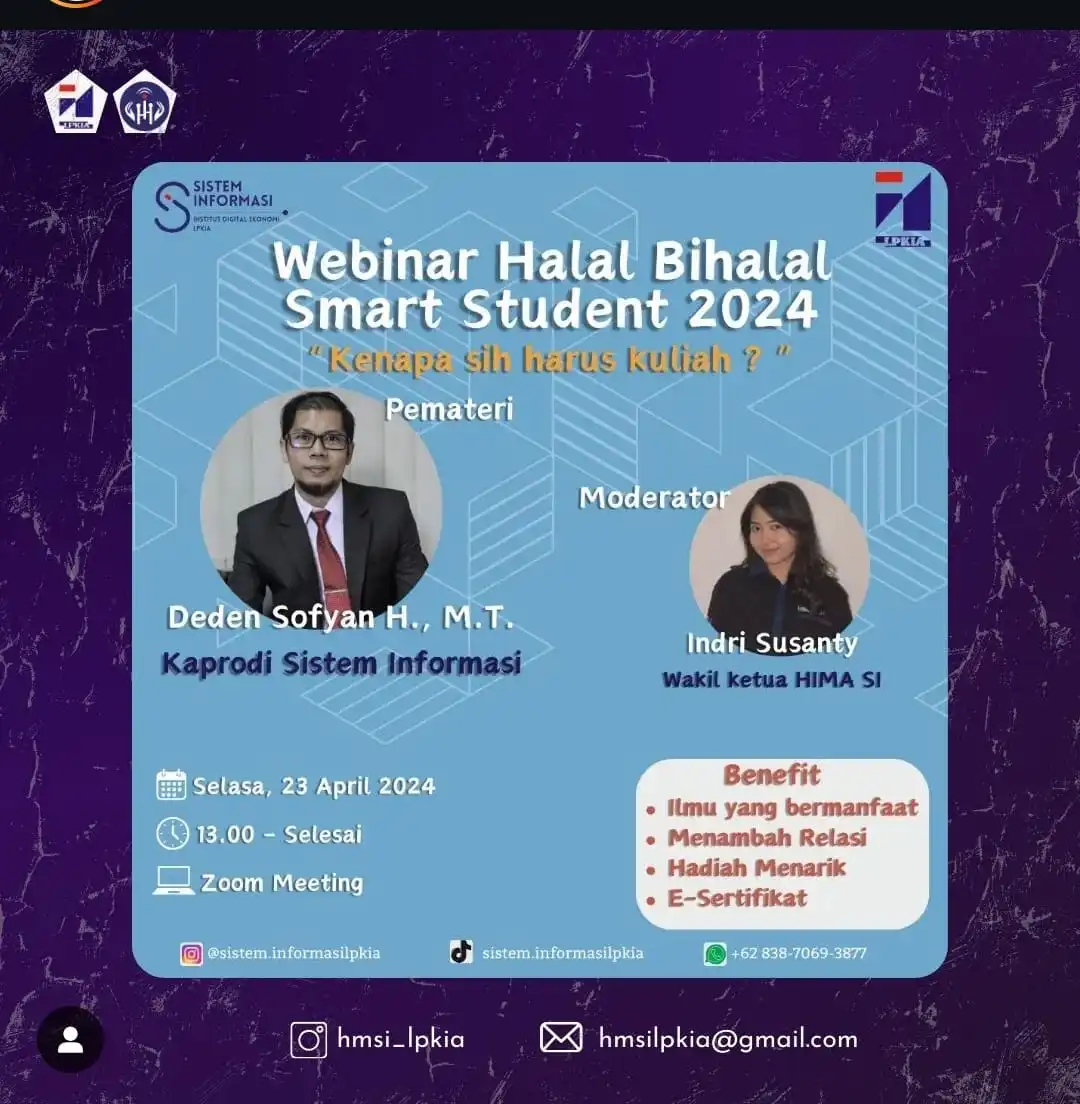 LPKIA
SISTEM
INFORMASI
INSTITUT DIGITAL EKONOMI
LPKIA
LPKIA
Webinar Halal Bihalal
Smart Student 2024
“ Kenapa sih harus kuliah ? ”
Pemateri
Moderator
Deden Sofyan H., M.T.
Kaprodi Sistem Informasi
Indri Susanty
Wakil ketua HIMA SI
Selasa, 23 April 2024
13.00 – Selesai
Zoom Meeting
Benefit
• Ilmu yang bermanfaat
• Menambah Relasi
• Hadiah Menarik
• E-Sertifikat
@sistem.informasilpkia
sistem.informasilpkia
+62 838-7069-3877
hmsi_lpkia
hmsilpkia@gmail.com